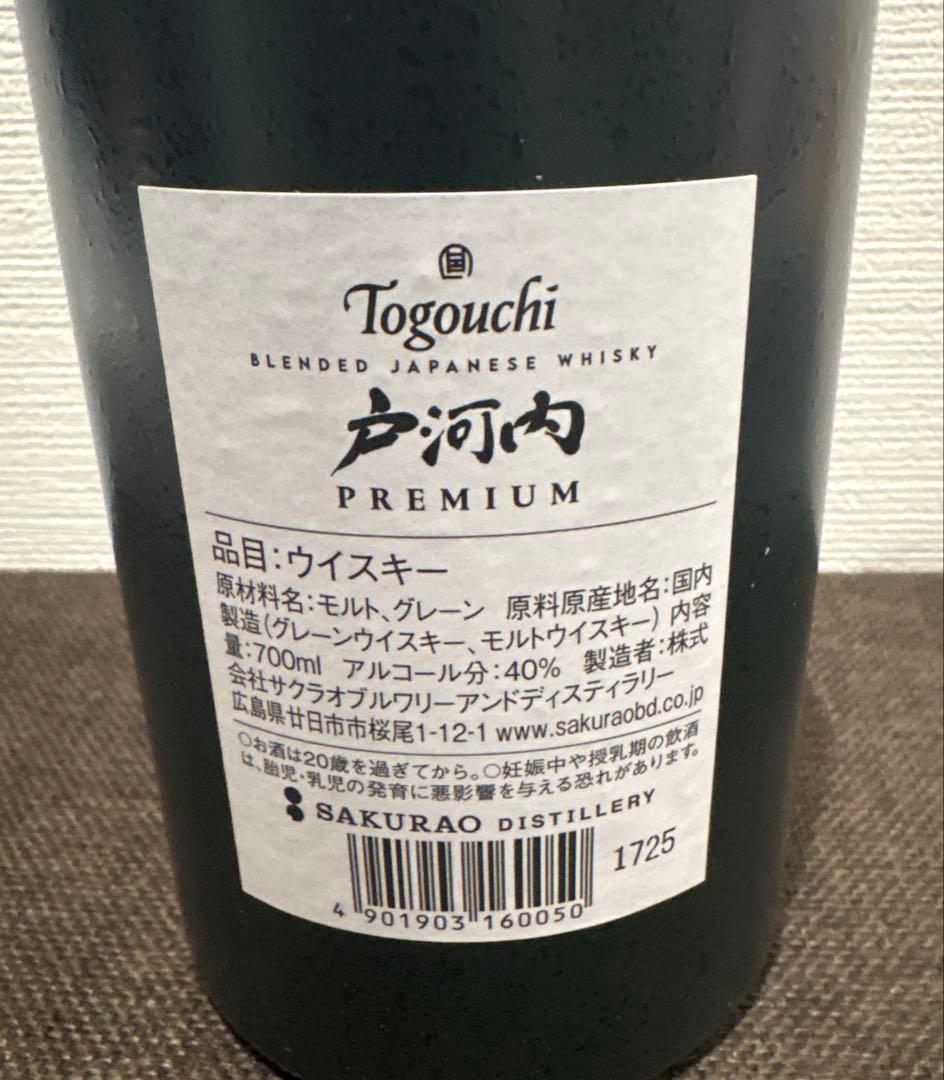 Togouchi
BLENDED JAPANESE WHISKY
戸河内
PREMIUM
品目:ウイスキー
原材料名:モルト、グレーン 原料原産地名:国内
製造(グレーンウイスキー、モルトウイスキー) 内容
量:700ml アルコール分:40% 製造者:株式
会社サクラオブルワリーアンドディスティラリー
広島県廿日市市桜尾1-12-1 www.sakuraobd.co.jp
○お酒は20歳を過ぎてから。○妊娠中や授乳期の飲酒
は、胎児・乳児の発育に悪影響を与える恐れがあります。
SAKURAO DISTILLERY
1725
4 901903 160050